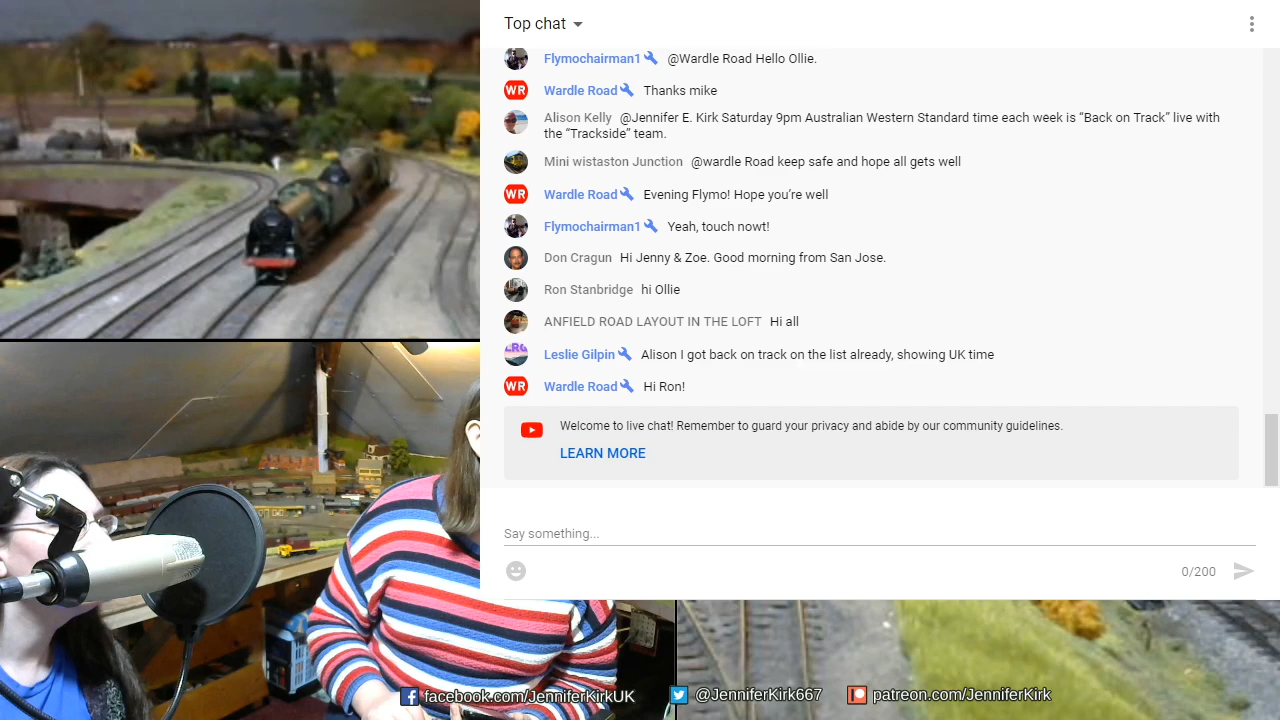 Top chat
Flymochairman1 @Wardle Road Hello Ollie.
WR Wardle Road Thanks mike
Alison Kelly @Jennifer E. Kirk Saturday 9pm Australian Western Standard time each week is “Back on Track” live with
the “Trackside” team.
Mini wistaston Junction @wardle Road keep safe and hope all gets well
WR Wardle Road Evening Flymo! Hope you’re well
Flymochairman1 Yeah, touch nowt!
Don Cragun Hi Jenny & Zoe. Good morning from San Jose.
Ron Stanbridge hi Ollie
ANFIELD ROAD LAYOUT IN THE LOFT Hi all
Leslie Gilpin Alison I got back on track on the list already, showing UK time
WR Wardle Road Hi Ron!
Welcome to live chat! Remember to guard your privacy and abide by our community guidelines.
LEARN MORE
Say something...
0/200
facebook.com/JenniferKirkUK @JenniferKirk667 patreon.com/JenniferKirk